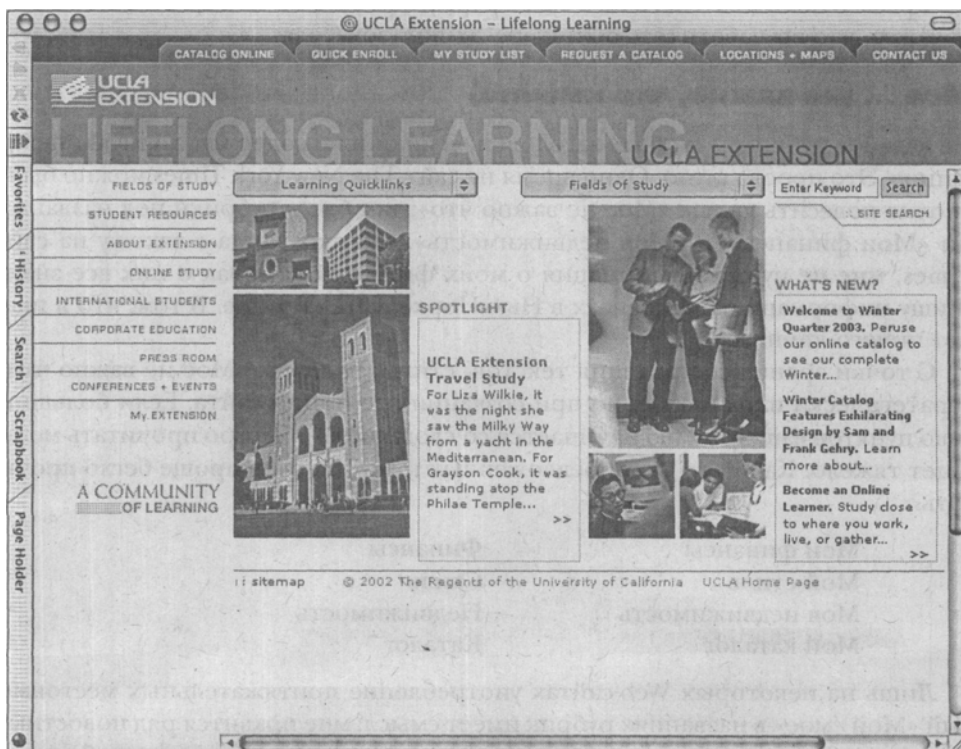 UCLA Extension – Lifelong Learning
CATALOG ONLINE
QUICK ENROLL
MY STUDY LIST
REQUEST A CATALOG
LOCATIONS + MAPS
CONTACT US
UCLA
EXTENSION
LIFELONG LEARNING
UCLA EXTENSION
Favorites
History
Search
Scrapbook
Page Holder
FIELDS OF STUDY
STUDENT RESOURCES
ABOUT EXTENSION
ONLINE STUDY
INTERNATIONAL STUDENTS
CORPORATE EDUCATION
PRESS ROOM
CONFERENCES + EVENTS
My EXTENSION
A COMMUNITY
OF LEARNING
Learning Quicklinks
Fields Of Study
Enter Keyword
Search
SITE SEARCH
SPOTLIGHT
UCLA Extension
Travel Study
For Liza Wilkie, it
was the night she
saw the Milky Way
from a yacht in the
Mediterranean. For
Grayson Cook, it was
standing atop the
Philae Temple...
>>
WHAT'S NEW?
Welcome to Winter
Quarter 2003. Peruse
our online catalog to
see our complete
Winter...
Winter Catalog
Features Exhilarating
Design by Sam and
Frank Gehry. Learn
more about...
Become an Online
Learner. Study close
to where you work,
live, or gather...
>>
:: sitemap © 2002 The Regents of the University of California UCLA Home Page